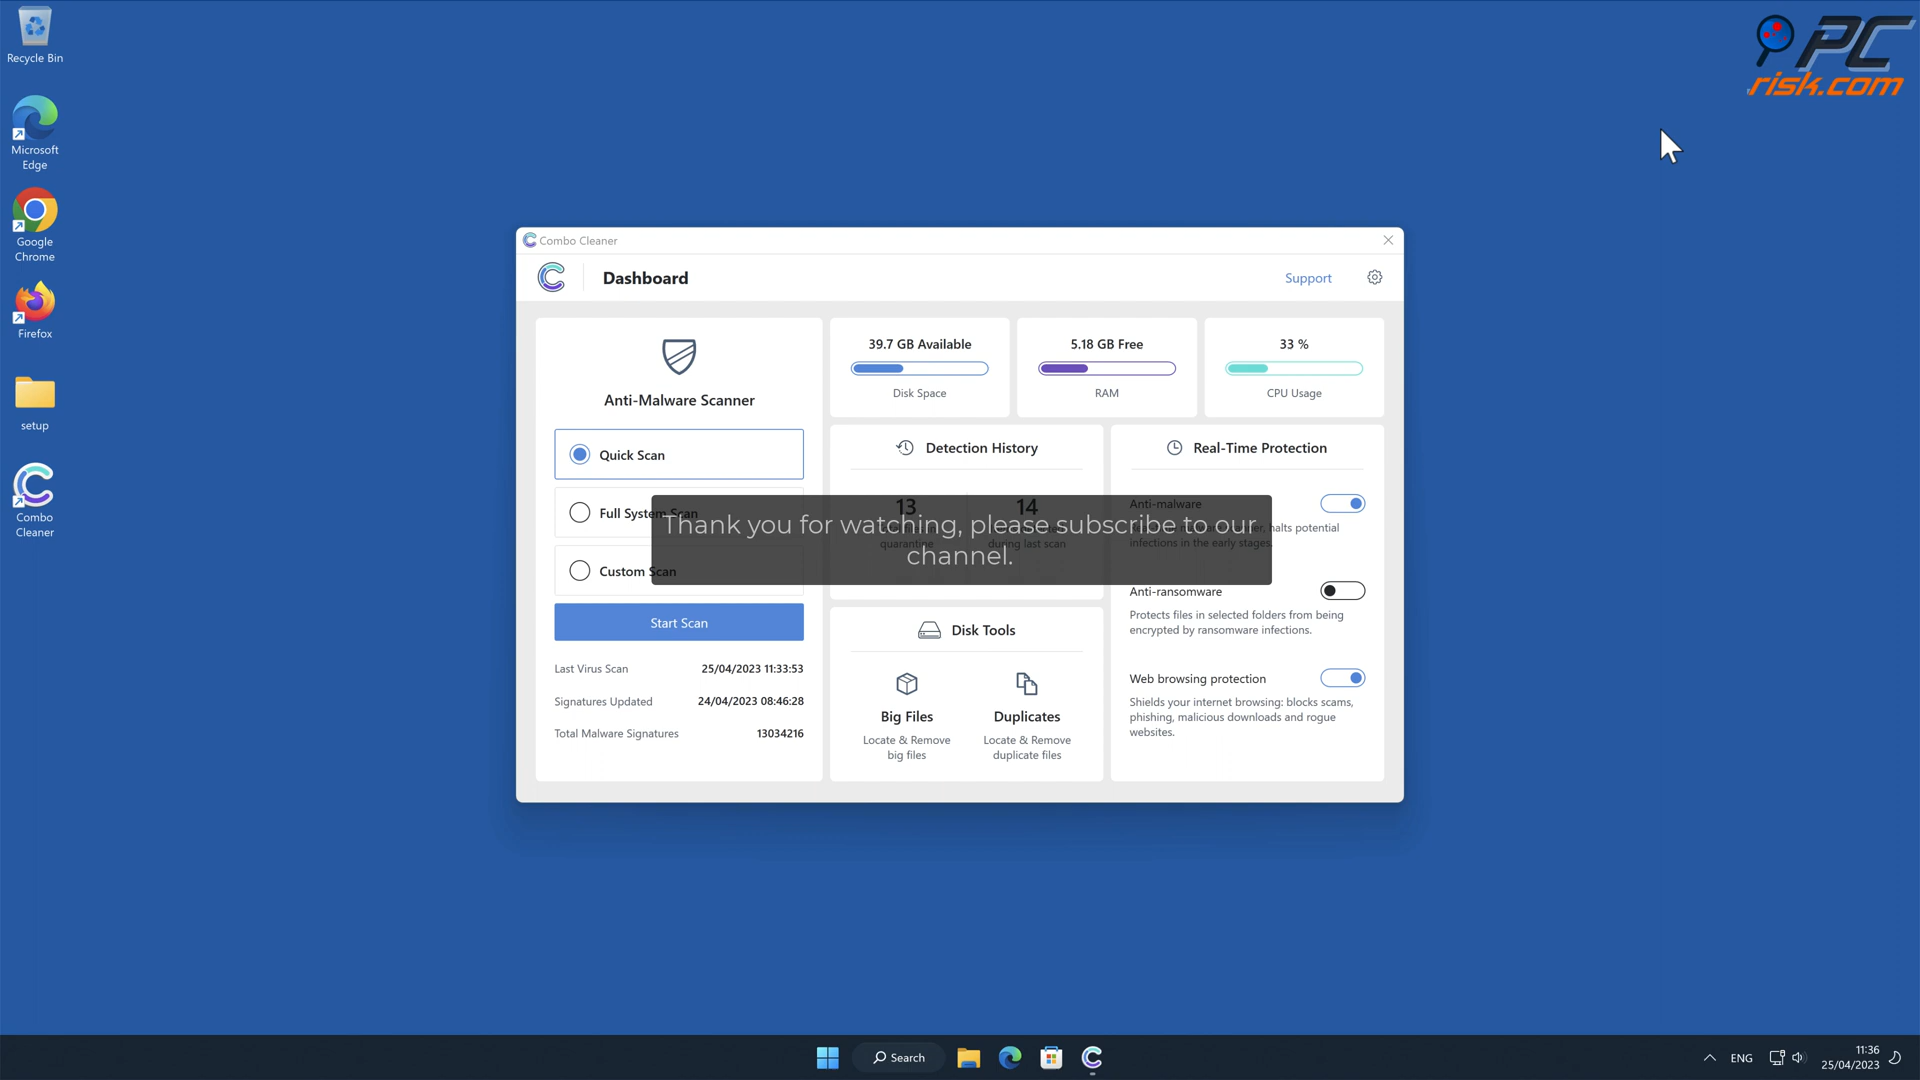 Recycle Bin
Microsoft
Edge
Google
Chrome
Firefox
setup
Combo
Cleaner
PC
risk.com
Combo Cleaner
Dashboard
Support
Anti-Malware Scanner
Quick Scan
Full System Scan
Custom Scan
Start Scan
Last Virus Scan 25/04/2023 11:33:53
Signatures Updated 24/04/2023 08:46:28
Total Malware Signatures 13034216
39.7 GB Available
Disk Space
5.18 GB Free
RAM
33 %
CPU Usage
Detection History
13
quarantine
14
during last scan
Disk Tools
Big Files
Locate & Remove
big files
Duplicates
Locate & Remove
duplicate files
Real-Time Protection
Anti-malware
halts potential
infections in the early stages.
Anti-ransomware
Protects files in selected folders from being
encrypted by ransomware infections.
Web browsing protection
Shields your internet browsing: blocks scams,
phishing, malicious downloads and rogue
websites.
Thank you for watching, please subscribe to our
channel.
Search
ENG
11:36
25/04/2023